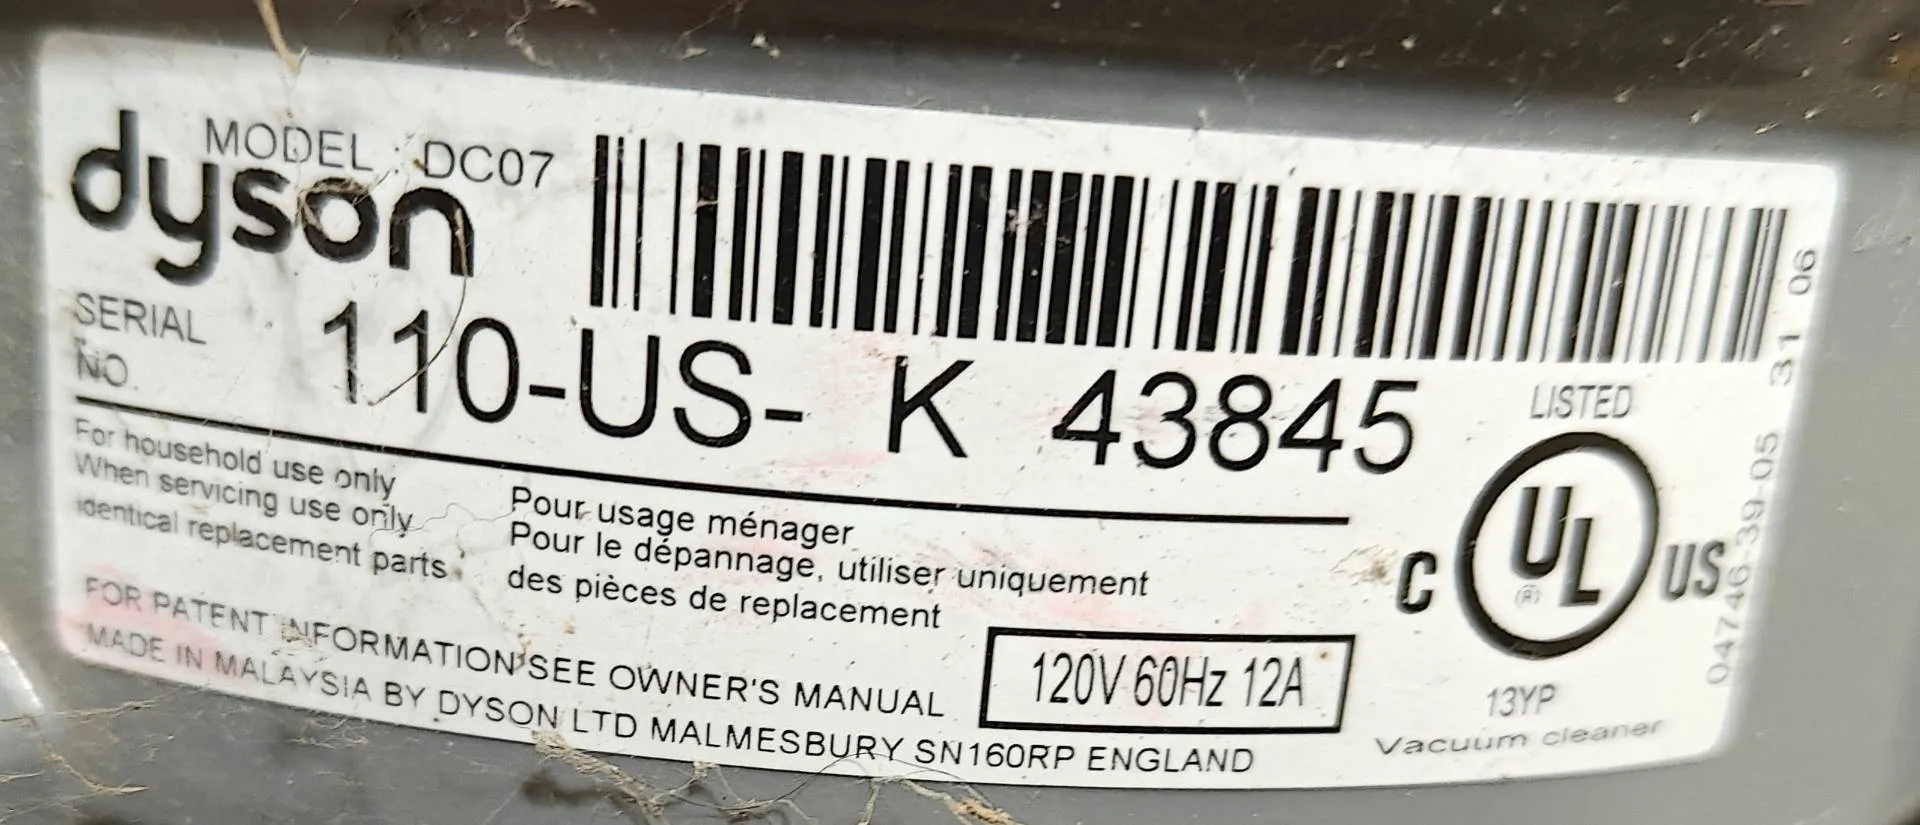 MODEL : DC07
dyson
SERIAL
NO.
110-US- K 43845
For household use only
When servicing use only
identical replacement parts.
Pour usage ménager
Pour le dépannage, utiliser uniquement
des pièces de replacement
FOR PATENT INFORMATION SEE OWNER'S MANUAL
MADE IN MALAYSIA BY DYSON LTD MALMESBURY SN160RP ENGLAND
120V 60Hz 12A
LISTED
C UL US
(R)
13YP
Vacuum cleaner
04746-39-05 31 06